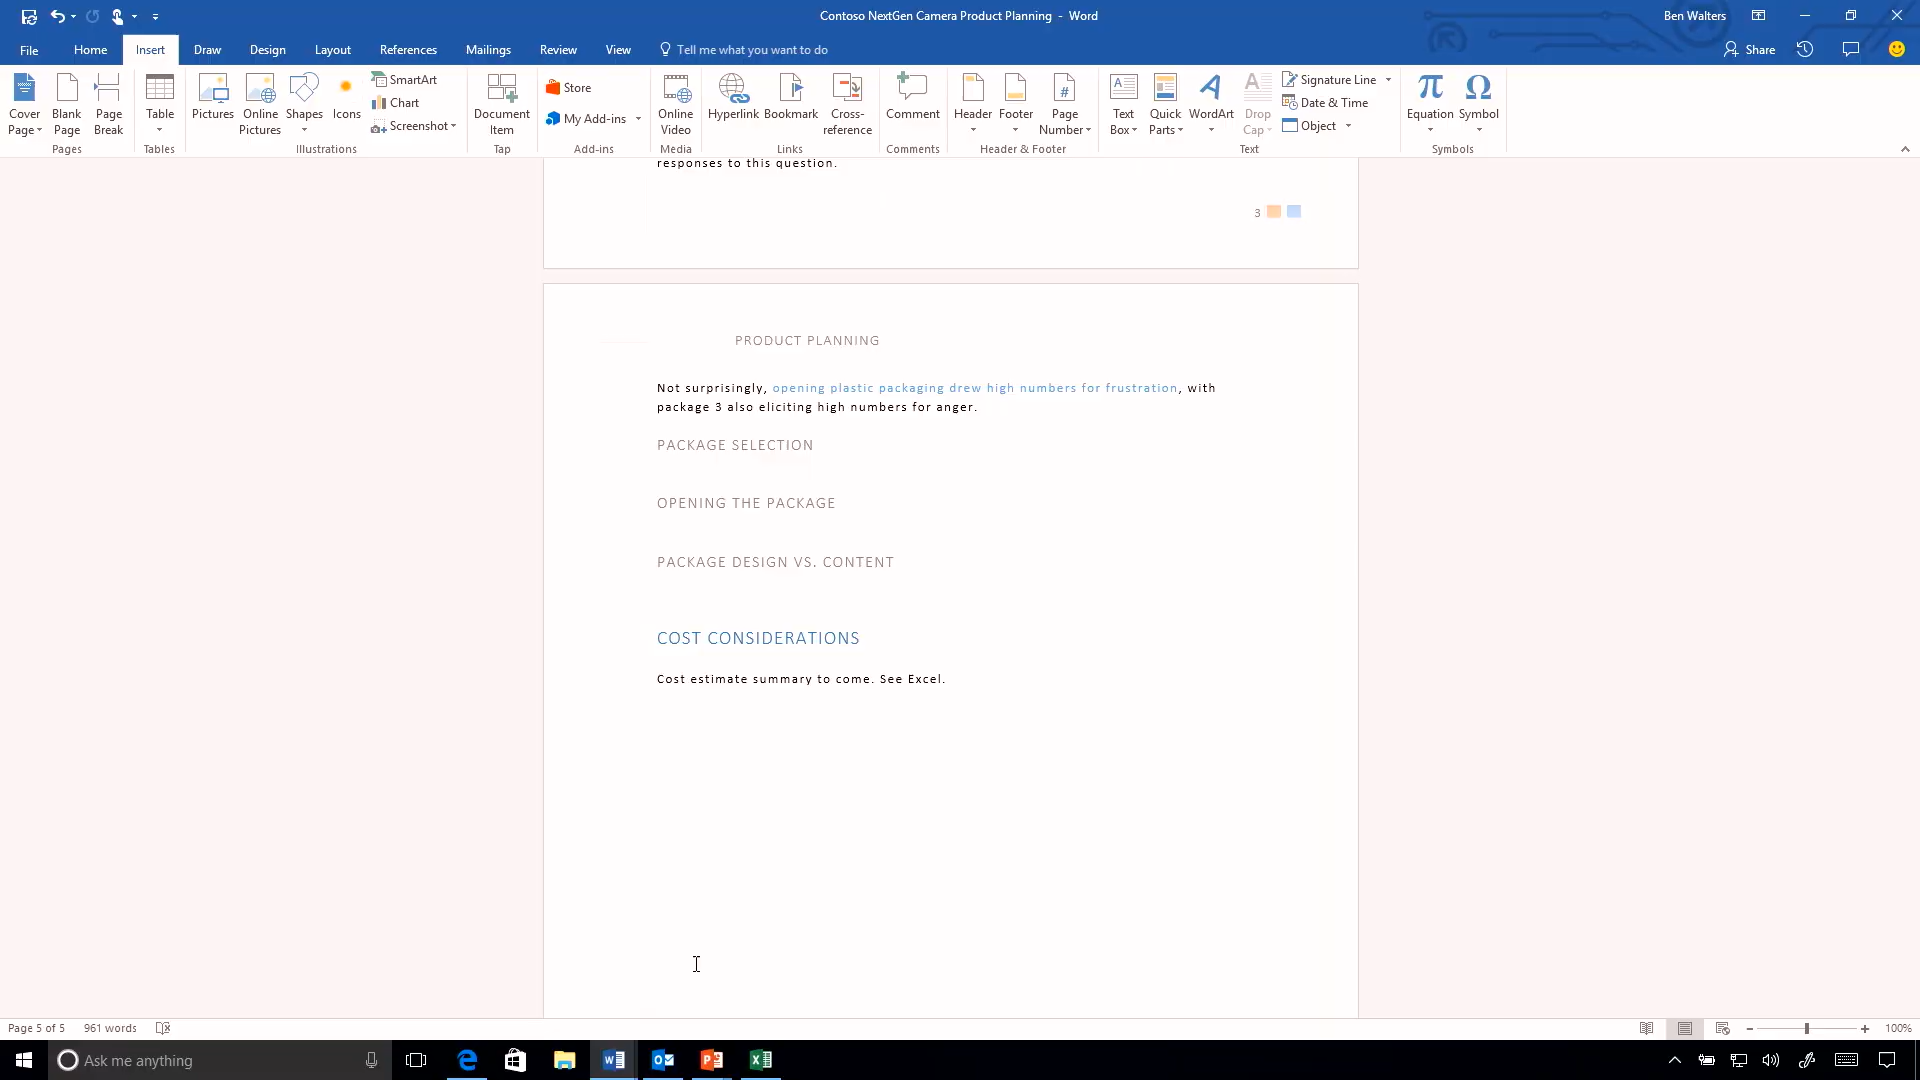 Contoso NextGen Camera Product Planning - Word
Ben Walters
File Home Insert Draw Design Layout References Mailings Review View Tell me what you want to do
Share
Cover Page
Blank Page
Page Break
Pages
Table
Tables
Pictures
Online Pictures
Shapes
Icons
SmartArt
Chart
Screenshot
Illustrations
Document Item
Tap
Store
My Add-ins
Add-ins
Online Video
Media
Hyperlink
Bookmark
Cross-reference
Links
Comment
Comments
Header
Footer
Page Number
Header & Footer
Text Box
Quick Parts
WordArt
Drop Cap
Signature Line
Date & Time
Object
Text
Equation
Symbol
Symbols
responses to this question.
3
PRODUCT PLANNING
Not surprisingly, opening plastic packaging drew high numbers for frustration, with
package 3 also eliciting high numbers for anger.
PACKAGE SELECTION
OPENING THE PACKAGE
PACKAGE DESIGN VS. CONTENT
COST CONSIDERATIONS
Cost estimate summary to come. See Excel.
Page 5 of 5 961 words
100%
Ask me anything